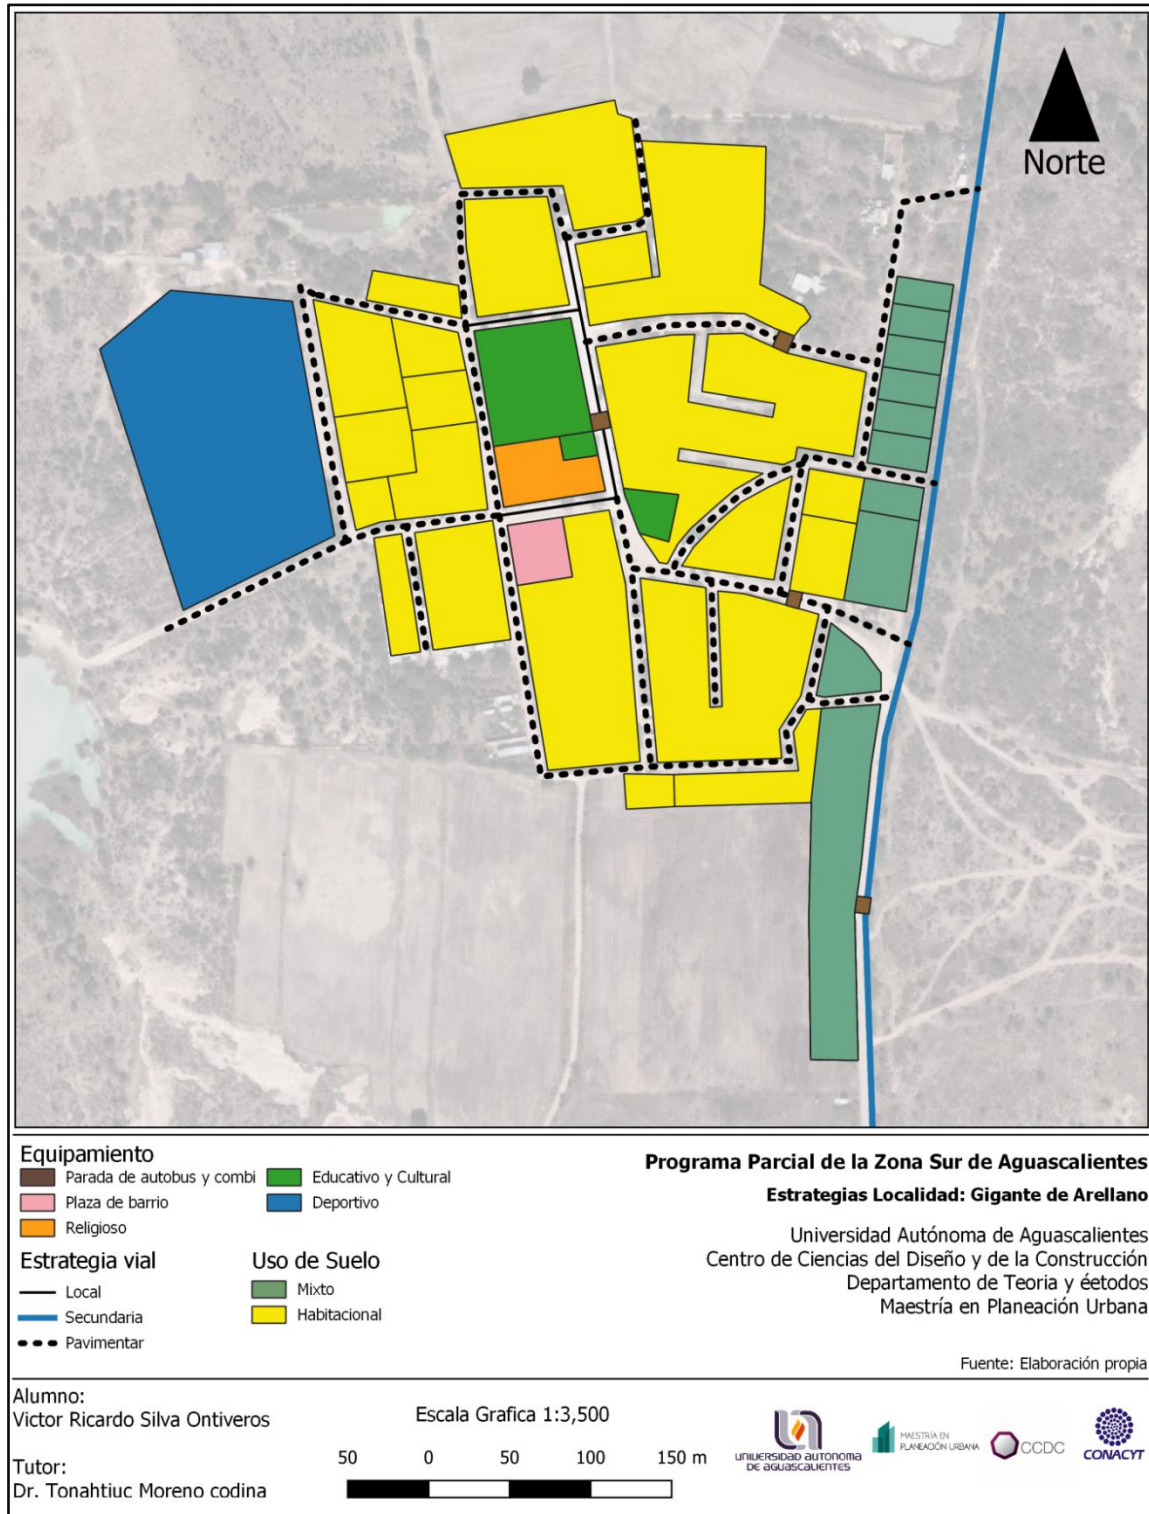 Norte
Equipamiento
Parada de autobus y combi
Plaza de barrio
Religioso
Educativo y Cultural
Deportivo
Estrategia vial
Local
Secundaria
Pavimentar
Uso de Suelo
Mixto
Habitacional
Programa Parcial de la Zona Sur de Aguascalientes
Estrategias Localidad: Gigante de Arellano
Universidad Autónoma de Aguascalientes
Centro de Ciencias del Diseño y de la Construcción
Departamento de Teoria y éetodos
Maestría en Planeación Urbana
Fuente: Elaboración propia
Alumno:
Victor Ricardo Silva Ontiveros
Tutor:
Dr. Tonahtiuc Moreno codina
Escala Grafica 1:3,500
50 0 50 100 150 m
UNIVERSIDAD AUTONOMA
DE AGUASCALIENTES
MAESTRÍA EN
PLANEACIÓN URBANA
CCDC
CONACYT